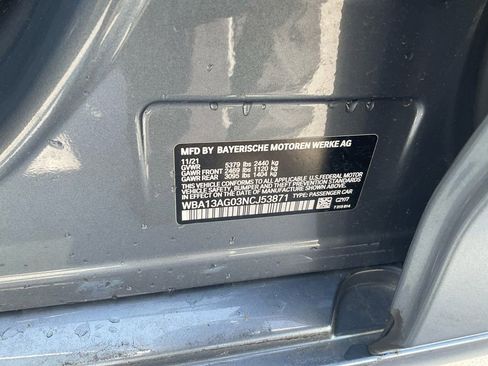 MFD BY BAYERISCHE MOTOREN WERKE AG
11/21
GVWR 5379 lbs 2440 kg
GAWR FRONT 2469 lbs 1120 kg
GAWR REAR 3095 lbs 1404 kg
THIS VEHICLE CONFORMS TO ALL APPLICABLE U.S. FEDERAL MOTOR
VEHICLE SAFETY, BUMPER, AND THEFT PREVENTION STANDARDS IN
EFFECT ON THE DATE OF MANUFACTURE SHOWN ABOVE.
WBA13AG03NCJ53871 TYPE: PASSENGER CAR